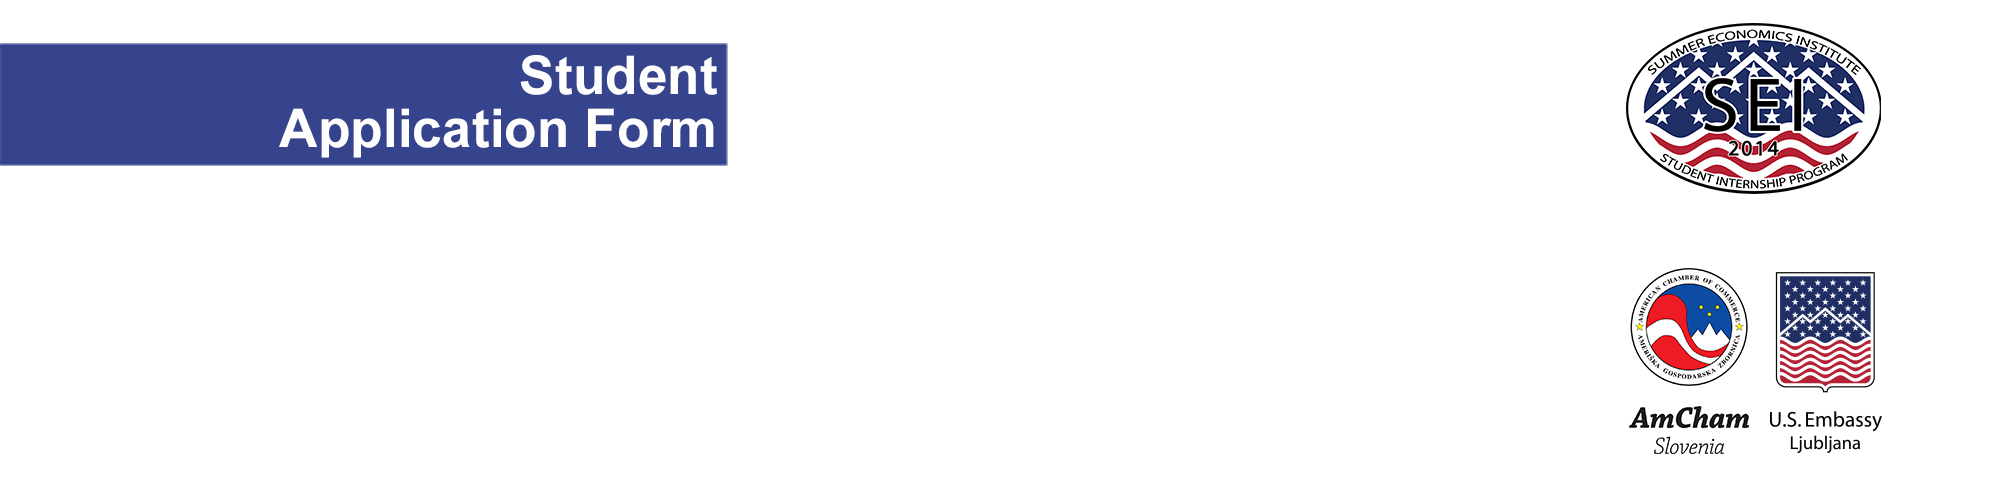 Student
Application Form
SUMMER ECONOMICS INSTITUTE
SEI
2014
STUDENT INTERNSHIP PROGRAM
AMERICAN CHAMBER OF COMMERCE
AMERIŠKA GOSPODARSKA ZBORNICA
AmCham
Slovenia
U.S. Embassy
Ljubljana